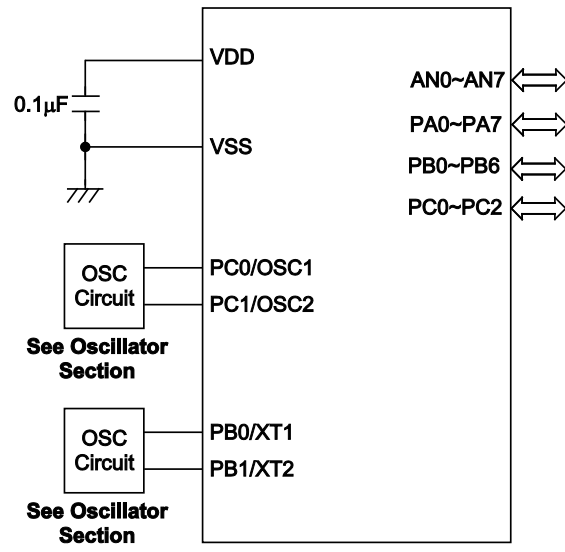 VDD
0.1μF
VSS
AN0~AN7
PA0~PA7
PB0~PB6
PC0~PC2
OSC
Circuit
PC0/OSC1
PC1/OSC2
See Oscillator
Section
OSC
Circuit
PB0/XT1
PB1/XT2
See Oscillator
Section